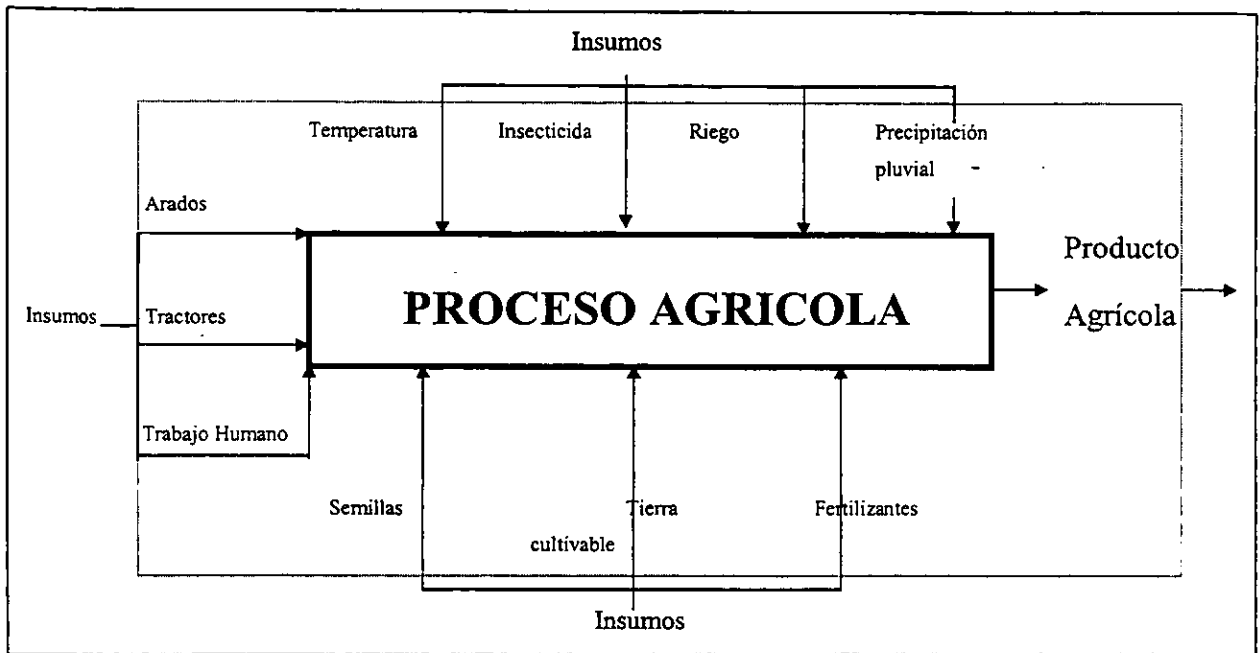 Insumos
Temperatura
Insecticida
Riego
Precipitación
pluvial
Arados
Producto
PROCESO AGRICOLA
Insumos
Tractores
Agrícola
Trabajo Humano
Semillas
Tierra
Fertilizantes
cultivable
Insumos